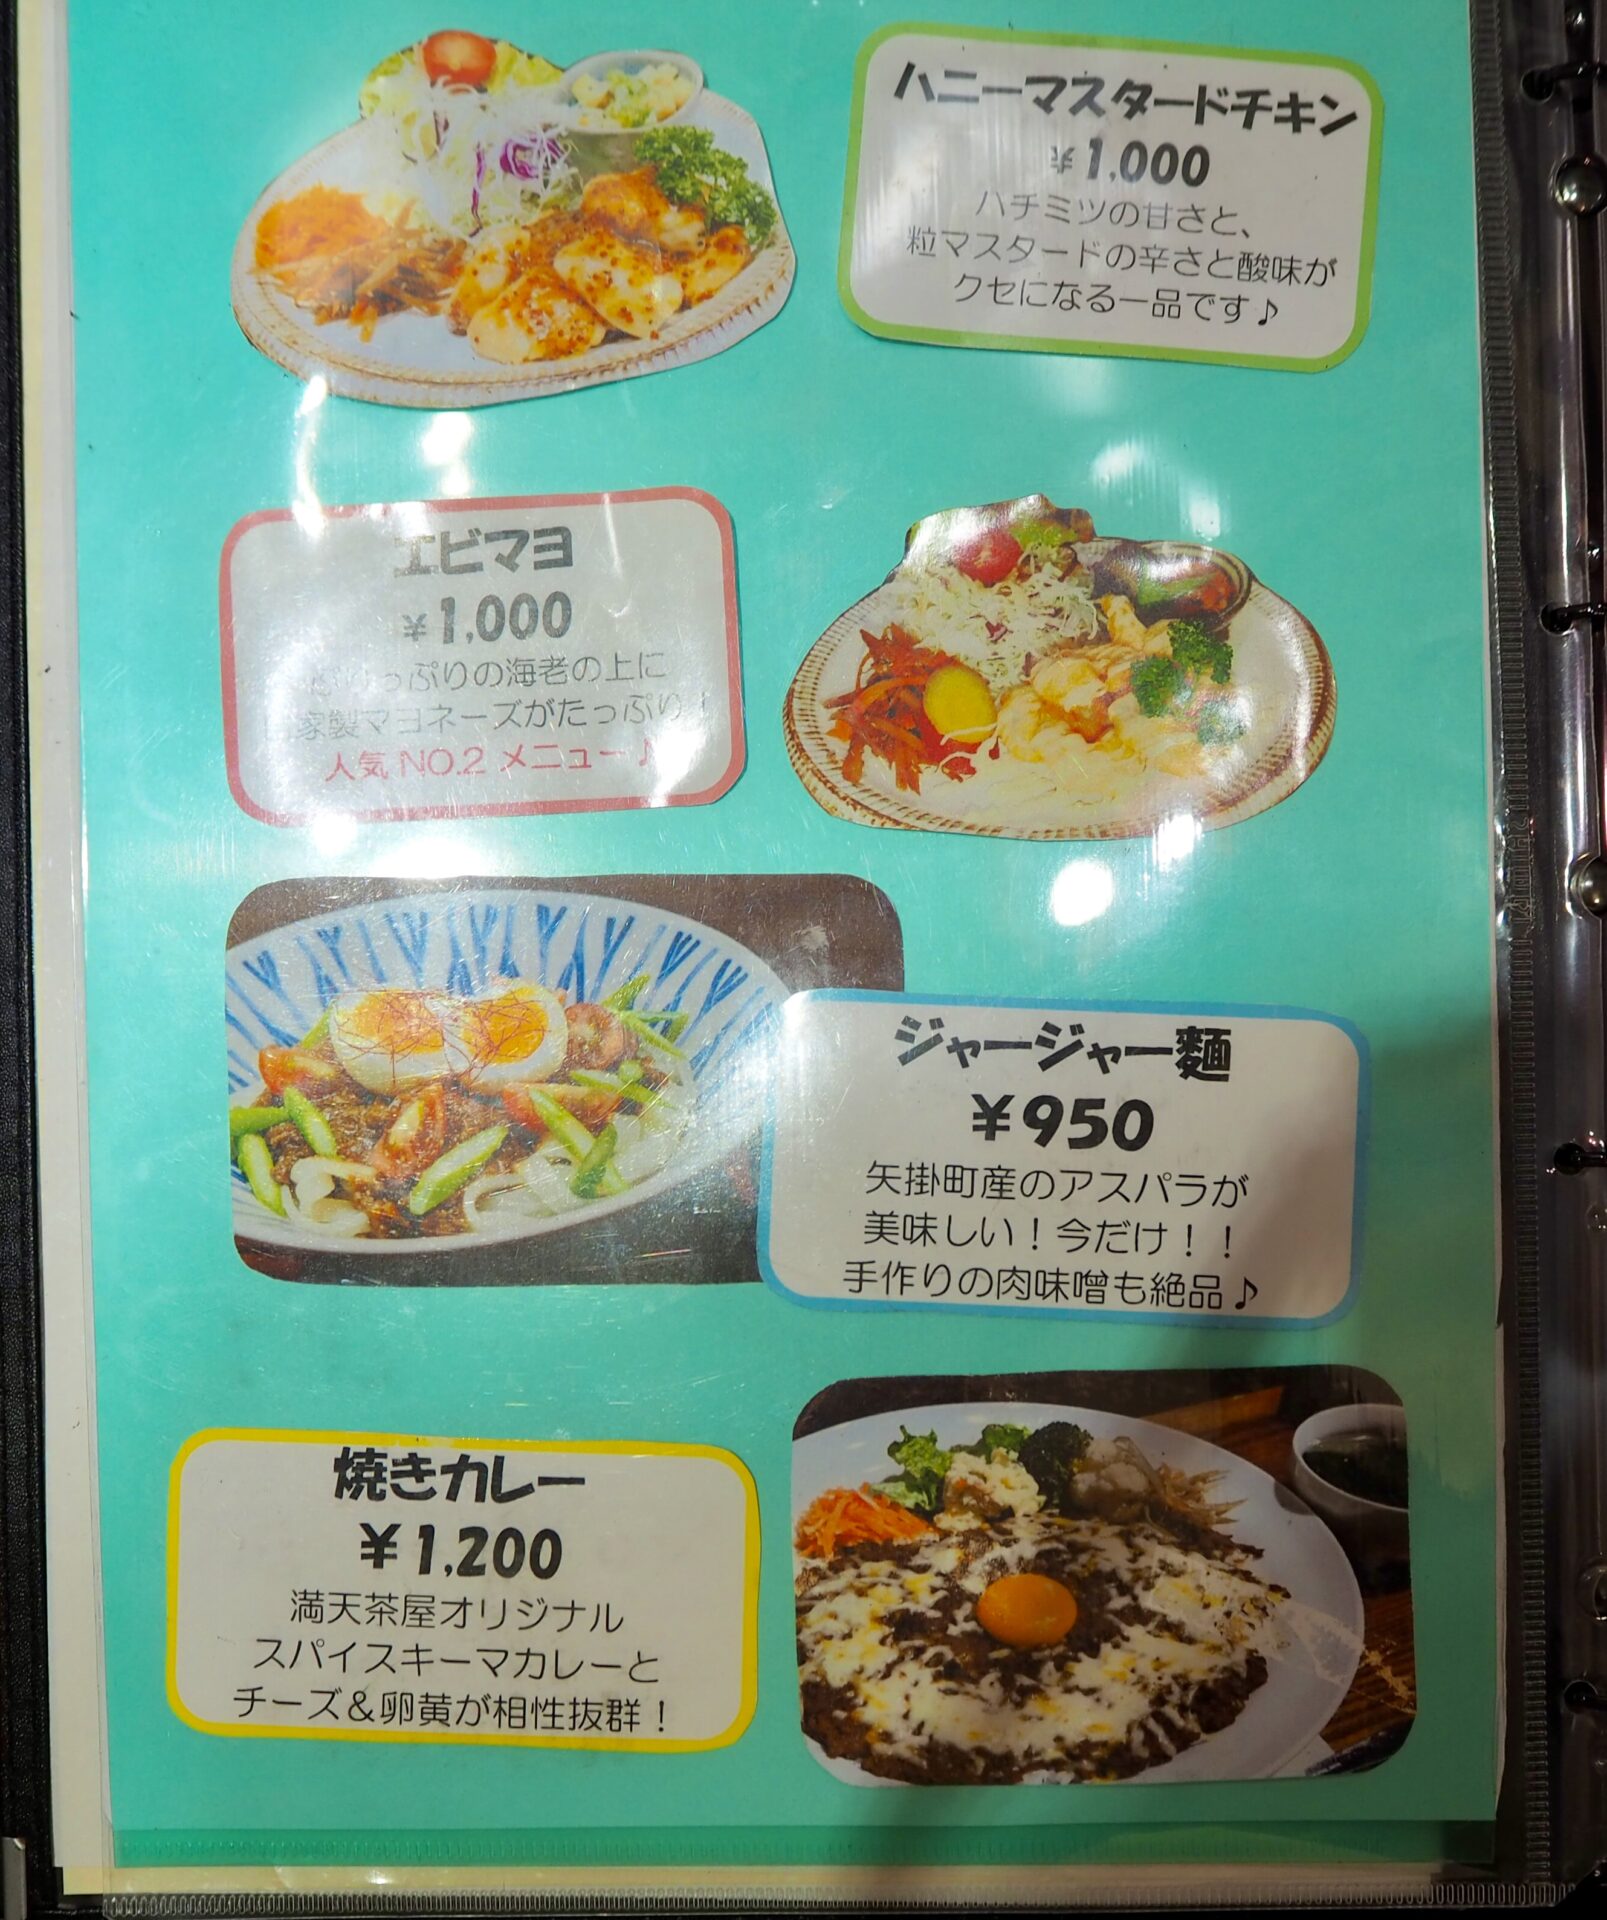 ハニーマスタードチキン
¥1,000
ハチミツの甘さと、
粒マスタードの辛さと酸味が
クセになる一品です♪
エビマヨ
¥1,000
ぷりっぷりの海老の上に
家製マヨネーズがたっぷり！
人気NO.2メニュー♪
ジャージャー麺
¥950
矢掛町産のアスパラが
美味しい！今だけ！！
手作りの肉味噌も絶品♪
焼きカレー
¥1,200
満天茶屋オリジナル
スパイスキーマカレーと
チーズ&卵黄が相性抜群！